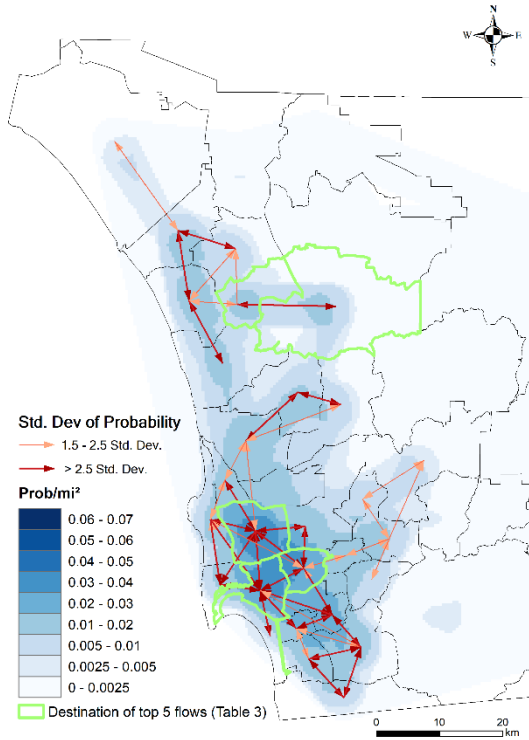 N
W E
S
Std. Dev of Probability
1.5 - 2.5 Std. Dev.
> 2.5 Std. Dev.
Prob/mi²
0.06 - 0.07
0.05 - 0.06
0.04 - 0.05
0.03 - 0.04
0.02 - 0.03
0.01 - 0.02
0.005 - 0.01
0.0025 - 0.005
0 - 0.0025
Destination of top 5 flows (Table 3)
0 10 20
km